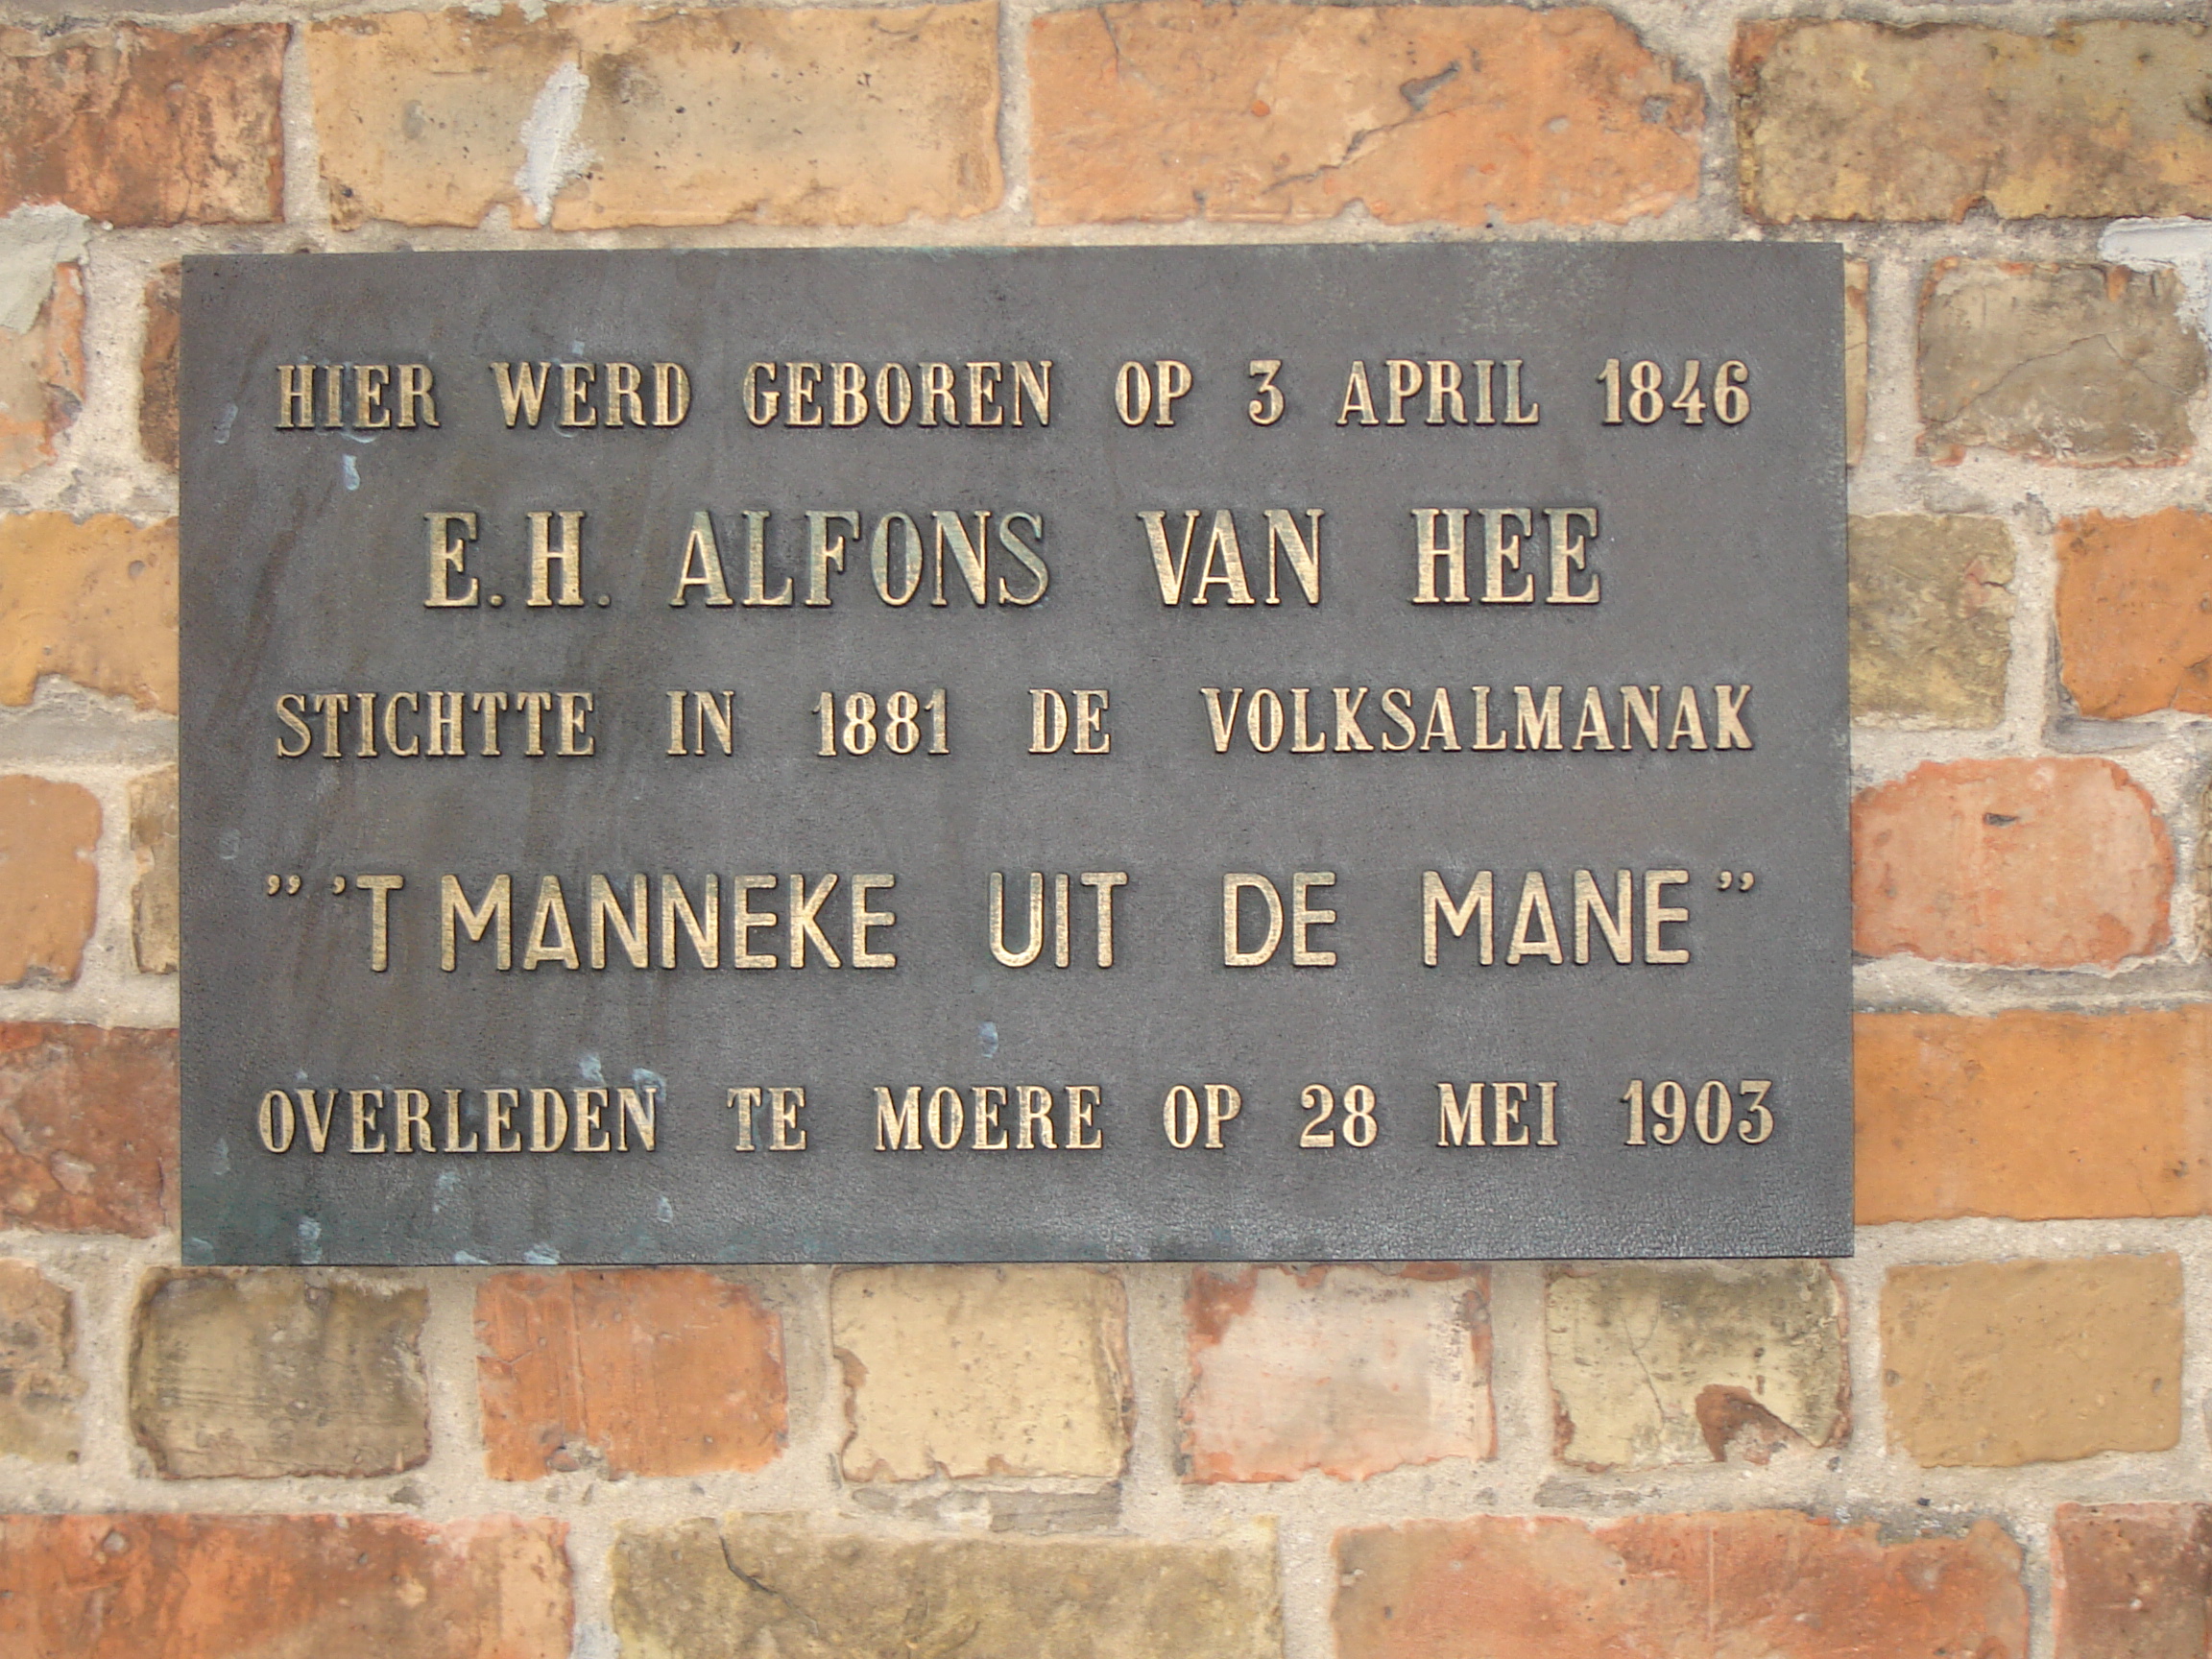 HIER WERD GEBOREN OP 3 APRIL 1846
E.H. ALFONS VAN HEE
STICHTTE IN 1881 DE VOLKSALMANAK
” ’T MANNEKE UIT DE MANE ”
OVERLEDEN TE MOERE OP 28 MEI 1903